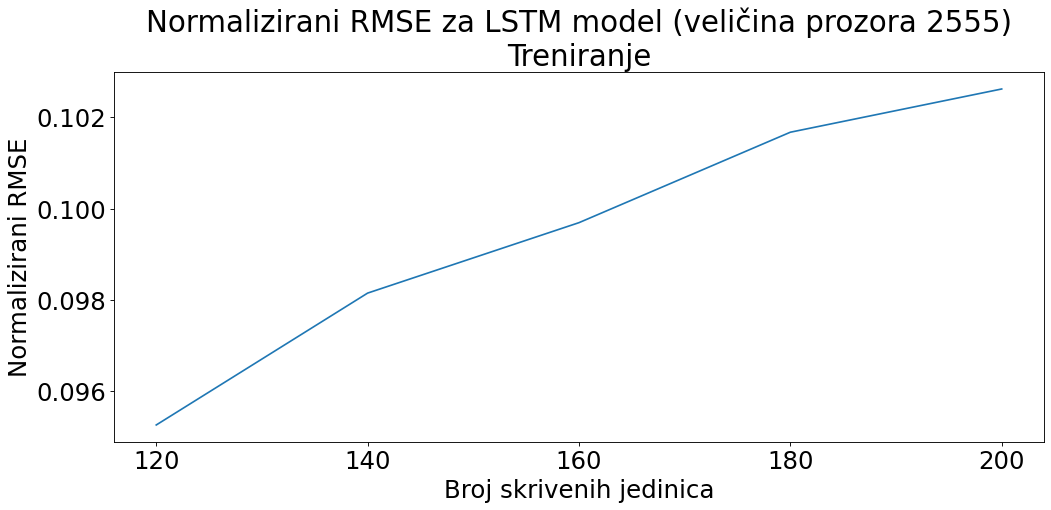 Normalizirani RMSE za LSTM model (veličina prozora 2555)
Treniranje
Normalizirani RMSE
0.102
0.100
0.098
0.096
120 140 160 180 200
Broj skrivenih jedinica